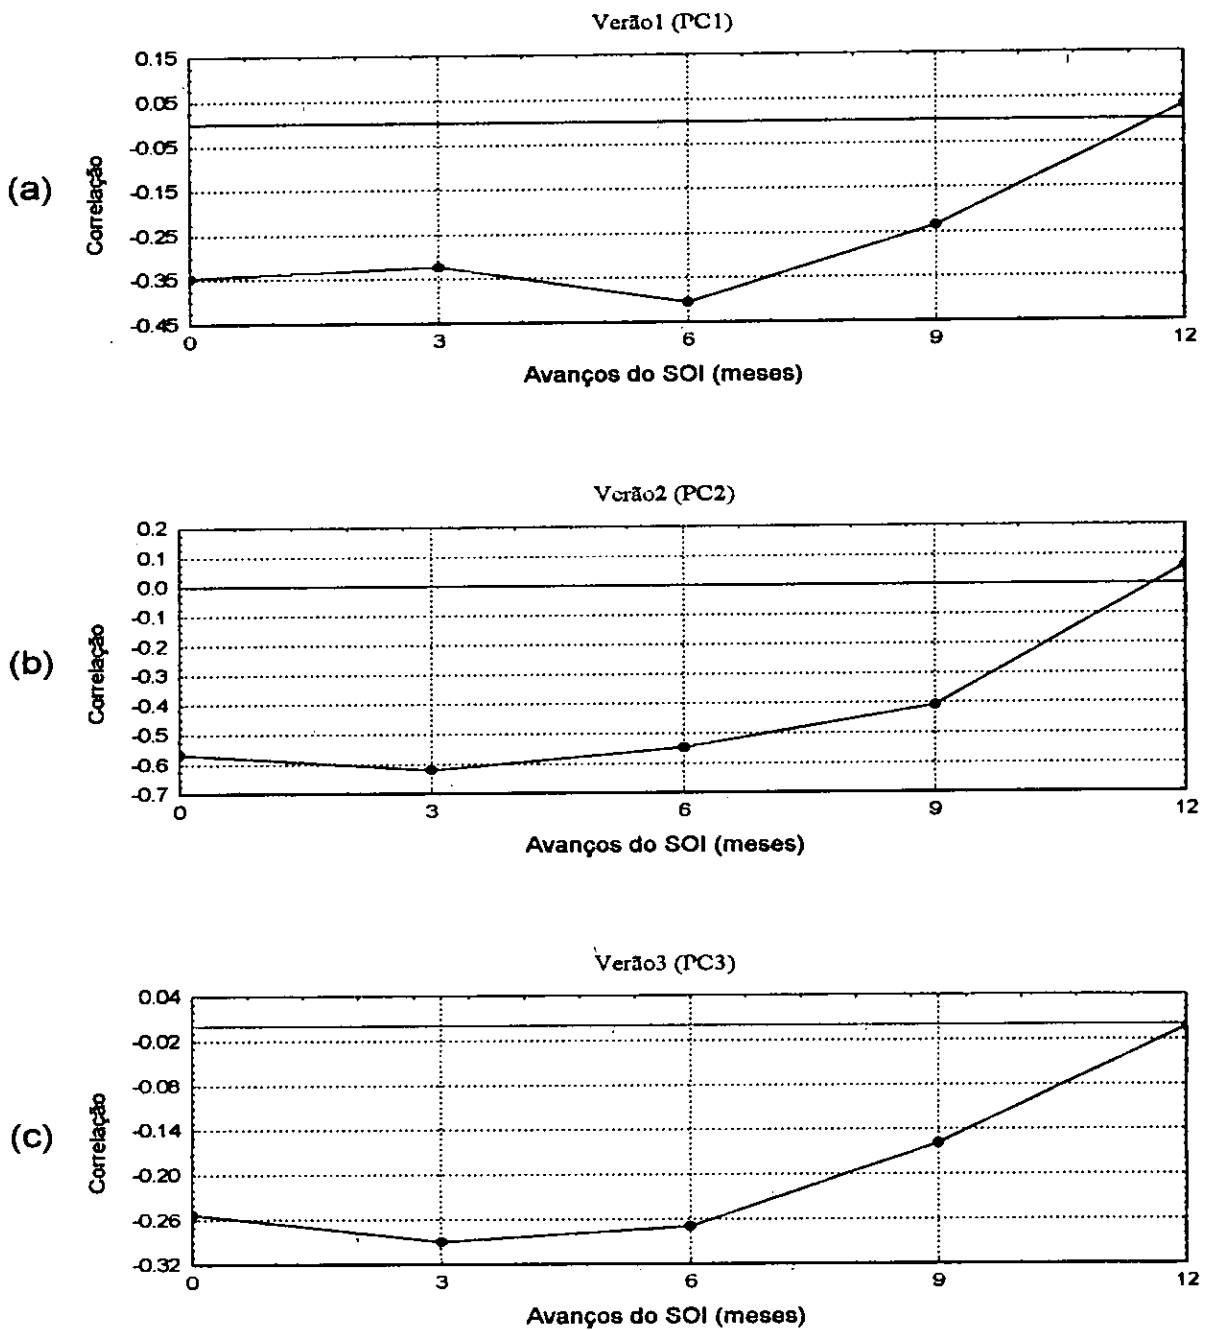 Verão1 (PC1)
0.15
0.05
-0.05
-0.15
-0.25
-0.35
-0.45
(a)
Correlação
0 3 6 9 12
Avanços do SOI (meses)
Verão2 (PC2)
0.2
0.1
0.0
-0.1
-0.2
-0.3
-0.4
-0.5
-0.6
-0.7
(b)
Correlação
0 3 6 9 12
Avanços do SOI (meses)
Verão3 (PC3)
0.04
-0.02
-0.08
-0.14
-0.20
-0.26
-0.32
(c)
Correlação
0 3 6 9 12
Avanços do SOI (meses)